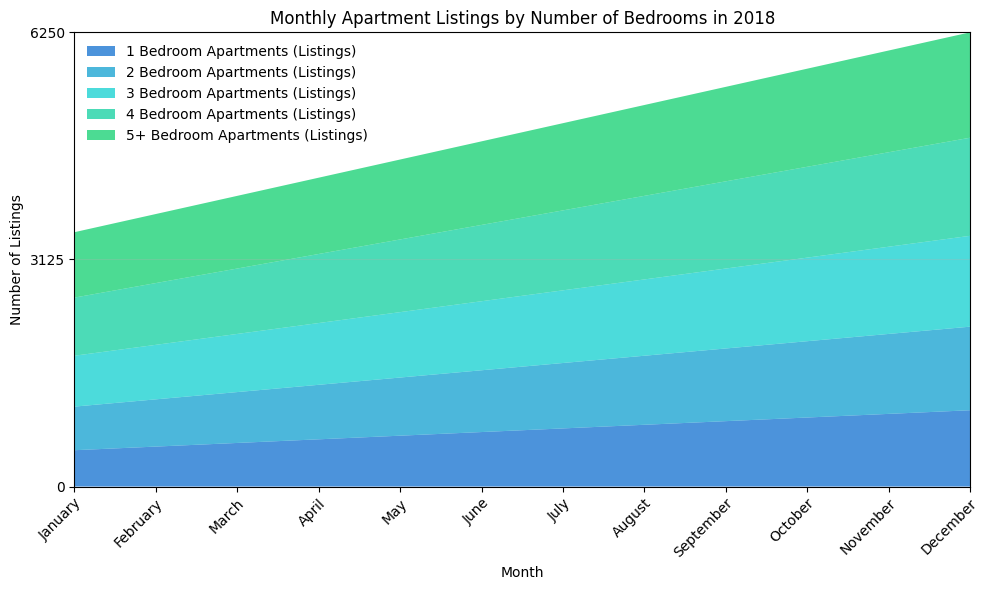 Monthly Apartment Listings by Number of Bedrooms in 2018
6250
3125
0
Number of Listings
1 Bedroom Apartments (Listings)
2 Bedroom Apartments (Listings)
3 Bedroom Apartments (Listings)
4 Bedroom Apartments (Listings)
5+ Bedroom Apartments (Listings)
January
February
March
April
May
June
July
August
September
October
November
December
Month